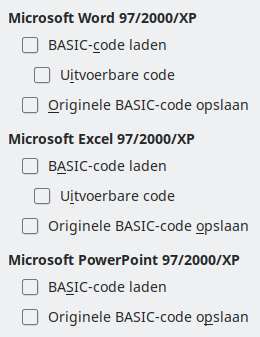 Microsoft Word 97/2000/XP
BASIC-code laden
Uitvoerbare code
Originele BASIC-code opslaan
Microsoft Excel 97/2000/XP
BASIC-code laden
Uitvoerbare code
Originele BASIC-code opslaan
Microsoft PowerPoint 97/2000/XP
BASIC-code laden
Originele BASIC-code opslaan